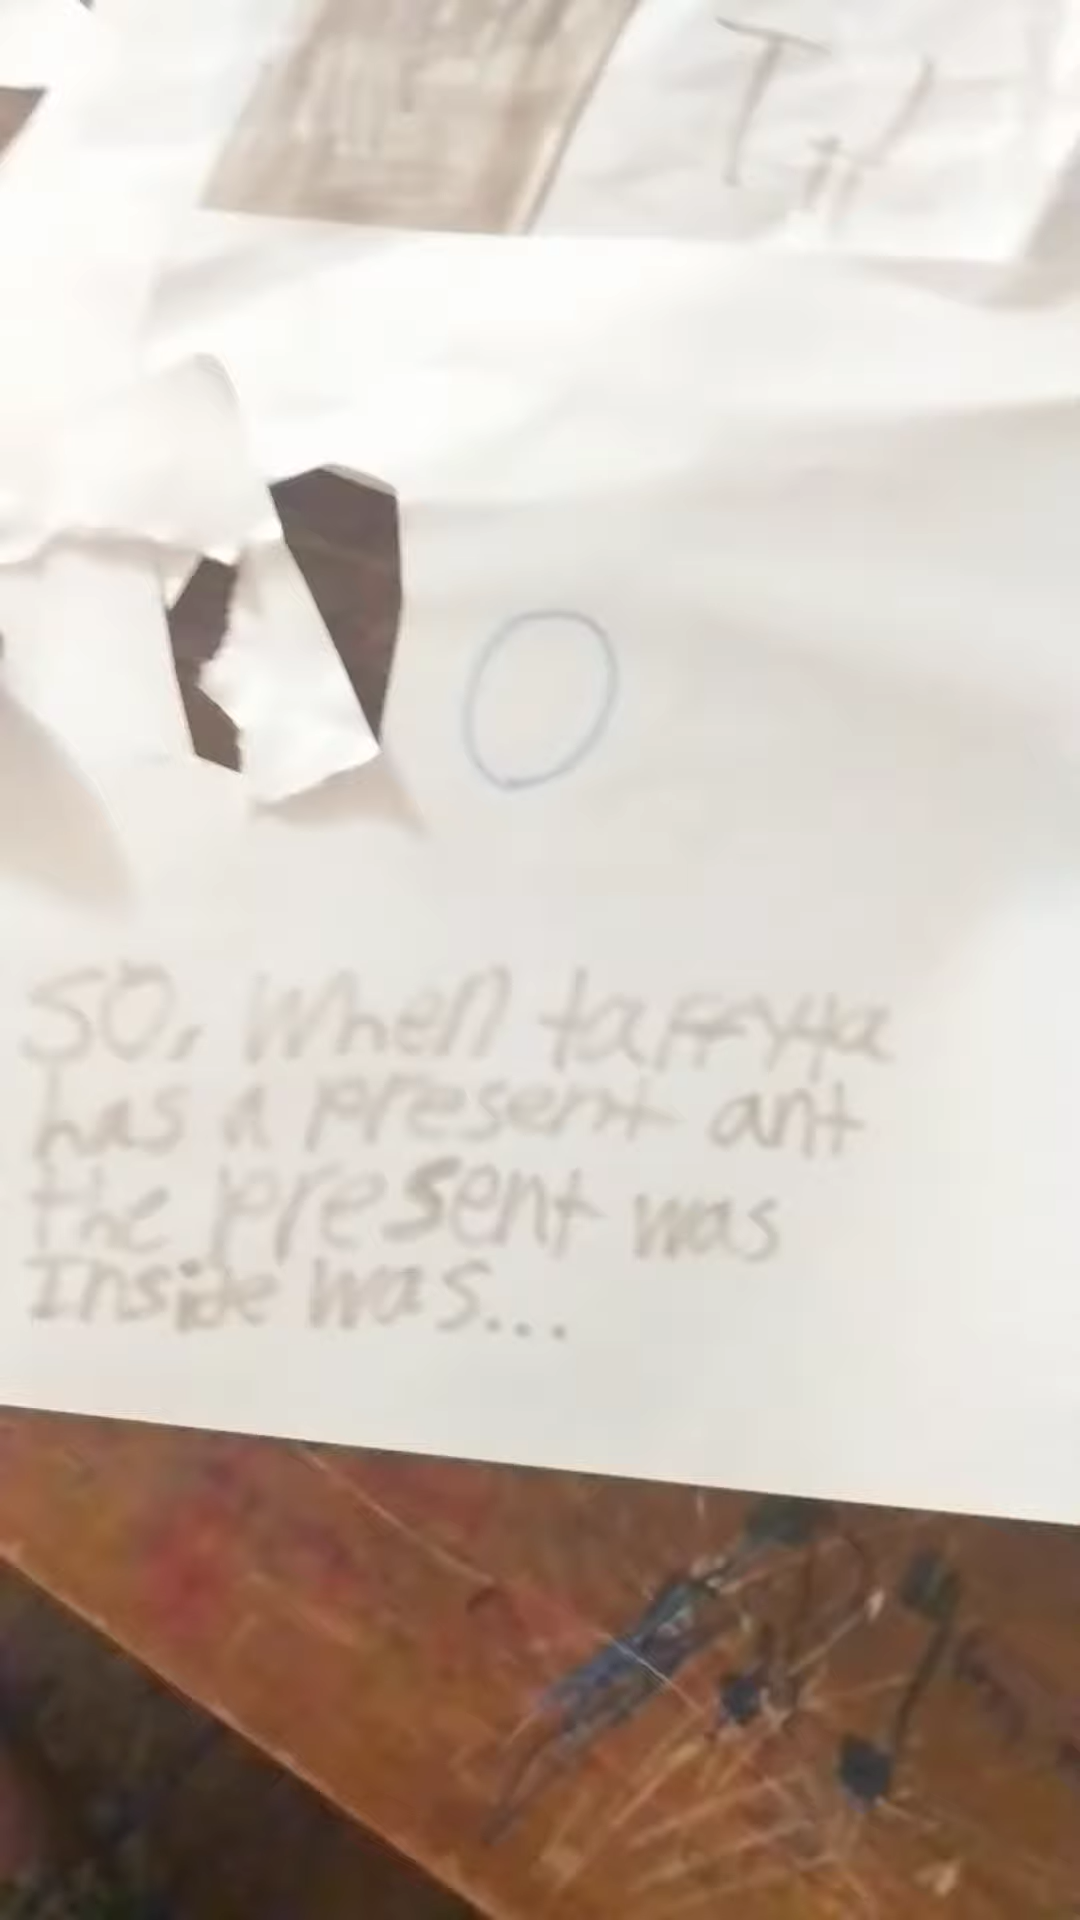 So, when taffyta
has a present ant
the present was
Inside was...